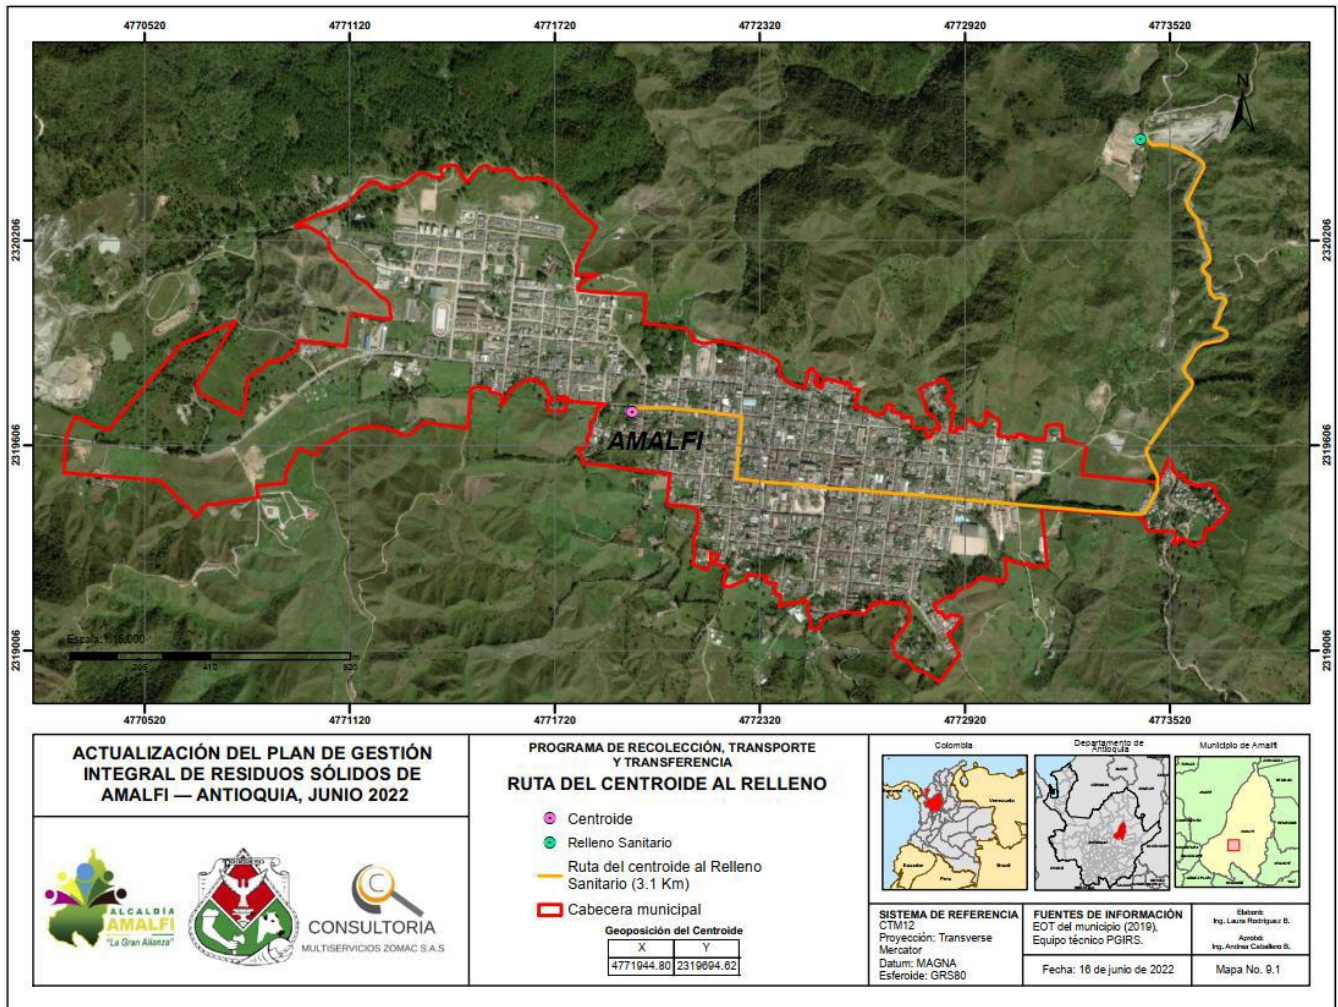 4770520 4771120 4771720 4772320 4772920 4773520
N
2320206 2320206
2319606 2319606
AMALFI
2319006 2319006
Escala: 1:15,000
205 410 820
4770520 4771120 4771720 4772320 4772920 4773520
ACTUALIZACIÓN DEL PLAN DE GESTIÓN
INTEGRAL DE RESIDUOS SÓLIDOS DE
AMALFI — ANTIOQUIA, JUNIO 2022
ALCALDÍA
AMALFI
"La Gran Alianza"
PROGRESO
C
CONSULTORIA
MULTISERVICIOS ZOMAC S.A.S
PROGRAMA DE RECOLECCIÓN, TRANSPORTE
Y TRANSFERENCIA
RUTA DEL CENTROIDE AL RELLENO
Centroide
Relleno Sanitario
Ruta del centroide al Relleno
Sanitario (3.1 Km)
Cabecera municipal
Geoposición del Centroide
X Y
4771944.80 2319694.62
Colombia
Venezuela
Ecuador
Peru
Brazil
Departamento de
Antioquia
Municipio de Amalfi
SISTEMA DE REFERENCIA
CTM12
Proyección: Transverse
Mercator
Datum: MAGNA
Esferoide: GRS80
FUENTES DE INFORMACIÓN
EOT del municipio (2019),
Equipo técnico PGIRS.
Fecha: 16 de junio de 2022
Elaboró:
Ing. Laura Rodríguez B.
Aprobó:
Ing. Andrea Caballero B.
Mapa No. 9.1